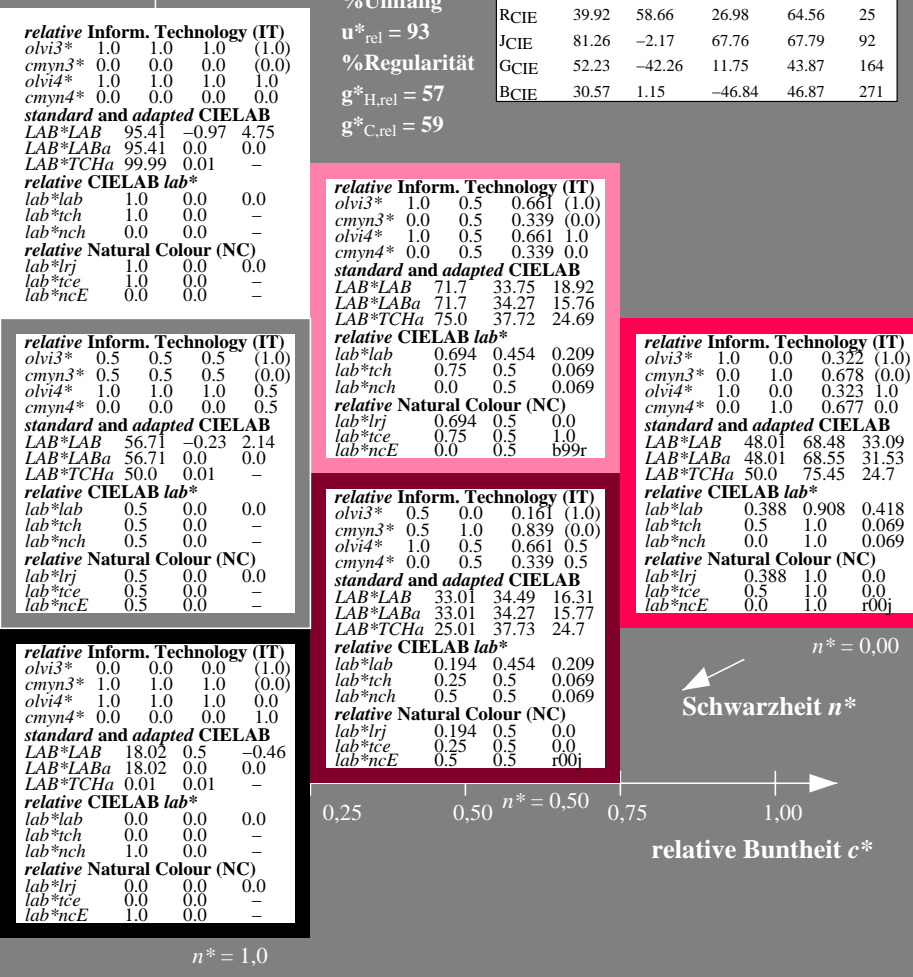 %Umfang
u*rel = 93
%Regularität
g*H,rel = 57
g*C,rel = 59
RCIE 39.92 58.66 26.98 64.56 25
JCIE 81.26 −2.17 67.76 67.79 92
GCIE 52.23 −42.26 11.75 43.87 164
BCIE 30.57 1.15 −46.84 46.87 271
relative Inform. Technology (IT)
olvi3* 1.0 1.0 1.0 (1.0)
cmyn3* 0.0 0.0 0.0 (0.0)
olvi4* 1.0 1.0 1.0 1.0
cmyn4* 0.0 0.0 0.0 0.0
standard and adapted CIELAB
LAB*LAB 95.41 −0.97 4.75
LAB*LABa 95.41 0.0 0.0
LAB*TCHa 99.99 0.01 –
relative CIELAB lab*
lab*lab 1.0 0.0 0.0
lab*tch 1.0 0.0 –
lab*nch 0.0 0.0 –
relative Natural Colour (NC)
lab*lrj 1.0 0.0 0.0
lab*tce 1.0 0.0 –
lab*ncE 0.0 0.0 –
relative Inform. Technology (IT)
olvi3* 1.0 0.5 0.661 (1.0)
cmyn3* 0.0 0.5 0.339 (0.0)
olvi4* 1.0 0.5 0.661 1.0
cmyn4* 0.0 0.5 0.339 0.0
standard and adapted CIELAB
LAB*LAB 71.7 33.75 18.92
LAB*LABa 71.7 34.27 15.76
LAB*TCHa 75.0 37.72 24.69
relative CIELAB lab*
lab*lab 0.694 0.454 0.209
lab*tch 0.75 0.5 0.069
lab*nch 0.0 0.5 0.069
relative Natural Colour (NC)
lab*lrj 0.694 0.5 0.0
lab*tce 0.75 0.5 1.0
lab*ncE 0.0 0.5 b99r
relative Inform. Technology (IT)
olvi3* 0.5 0.5 0.5 (1.0)
cmyn3* 0.5 0.5 0.5 (0.0)
olvi4* 1.0 1.0 1.0 0.5
cmyn4* 0.0 0.0 0.0 0.5
standard and adapted CIELAB
LAB*LAB 56.71 −0.23 2.14
LAB*LABa 56.71 0.0 0.0
LAB*TCHa 50.0 0.01 –
relative CIELAB lab*
lab*lab 0.5 0.0 0.0
lab*tch 0.5 0.0 –
lab*nch 0.5 0.0 –
relative Natural Colour (NC)
lab*lrj 0.5 0.0 0.0
lab*tce 0.5 0.0 –
lab*ncE 0.5 0.0 –
relative Inform. Technology (IT)
olvi3* 1.0 0.0 0.322 (1.0)
cmyn3* 0.0 1.0 0.678 (0.0)
olvi4* 1.0 0.0 0.323 1.0
cmyn4* 0.0 1.0 0.677 0.0
standard and adapted CIELAB
LAB*LAB 48.01 68.48 33.09
LAB*LABa 48.01 68.55 31.53
LAB*TCHa 50.0 75.45 24.7
relative CIELAB lab*
lab*lab 0.388 0.908 0.418
lab*tch 0.5 1.0 0.069
lab*nch 0.0 1.0 0.069
relative Natural Colour (NC)
lab*lrj 0.388 1.0 0.0
lab*tce 0.5 1.0 0.0
lab*ncE 0.0 1.0 r00j
relative Inform. Technology (IT)
olvi3* 0.5 0.0 0.161 (1.0)
cmyn3* 0.5 1.0 0.839 (0.0)
olvi4* 1.0 0.5 0.661 0.5
cmyn4* 0.0 0.5 0.339 0.5
standard and adapted CIELAB
LAB*LAB 33.01 34.49 16.31
LAB*LABa 33.01 34.27 15.77
LAB*TCHa 25.01 37.73 24.7
relative CIELAB lab*
lab*lab 0.194 0.454 0.209
lab*tch 0.25 0.5 0.069
lab*nch 0.5 0.5 0.069
relative Natural Colour (NC)
lab*lrj 0.194 0.5 0.0
lab*tce 0.25 0.5 0.0
lab*ncE 0.5 0.5 r00j
relative Inform. Technology (IT)
olvi3* 0.0 0.0 0.0 (1.0)
cmyn3* 1.0 1.0 1.0 (0.0)
olvi4* 1.0 1.0 1.0 0.0
cmyn4* 0.0 0.0 0.0 1.0
standard and adapted CIELAB
LAB*LAB 18.02 0.5 −0.46
LAB*LABa 18.02 0.0 0.0
LAB*TCHa 0.01 0.01 –
relative CIELAB lab*
lab*lab 0.0 0.0 0.0
lab*tch 0.0 0.0 –
lab*nch 1.0 0.0 –
relative Natural Colour (NC)
lab*lrj 0.0 0.0 0.0
lab*tce 0.0 0.0 –
lab*ncE 1.0 0.0 –
n* = 0,00
Schwarzheit n*
0,25 0,50 n* = 0,50 0,75 1,00
relative Buntheit c*
n* = 1,0